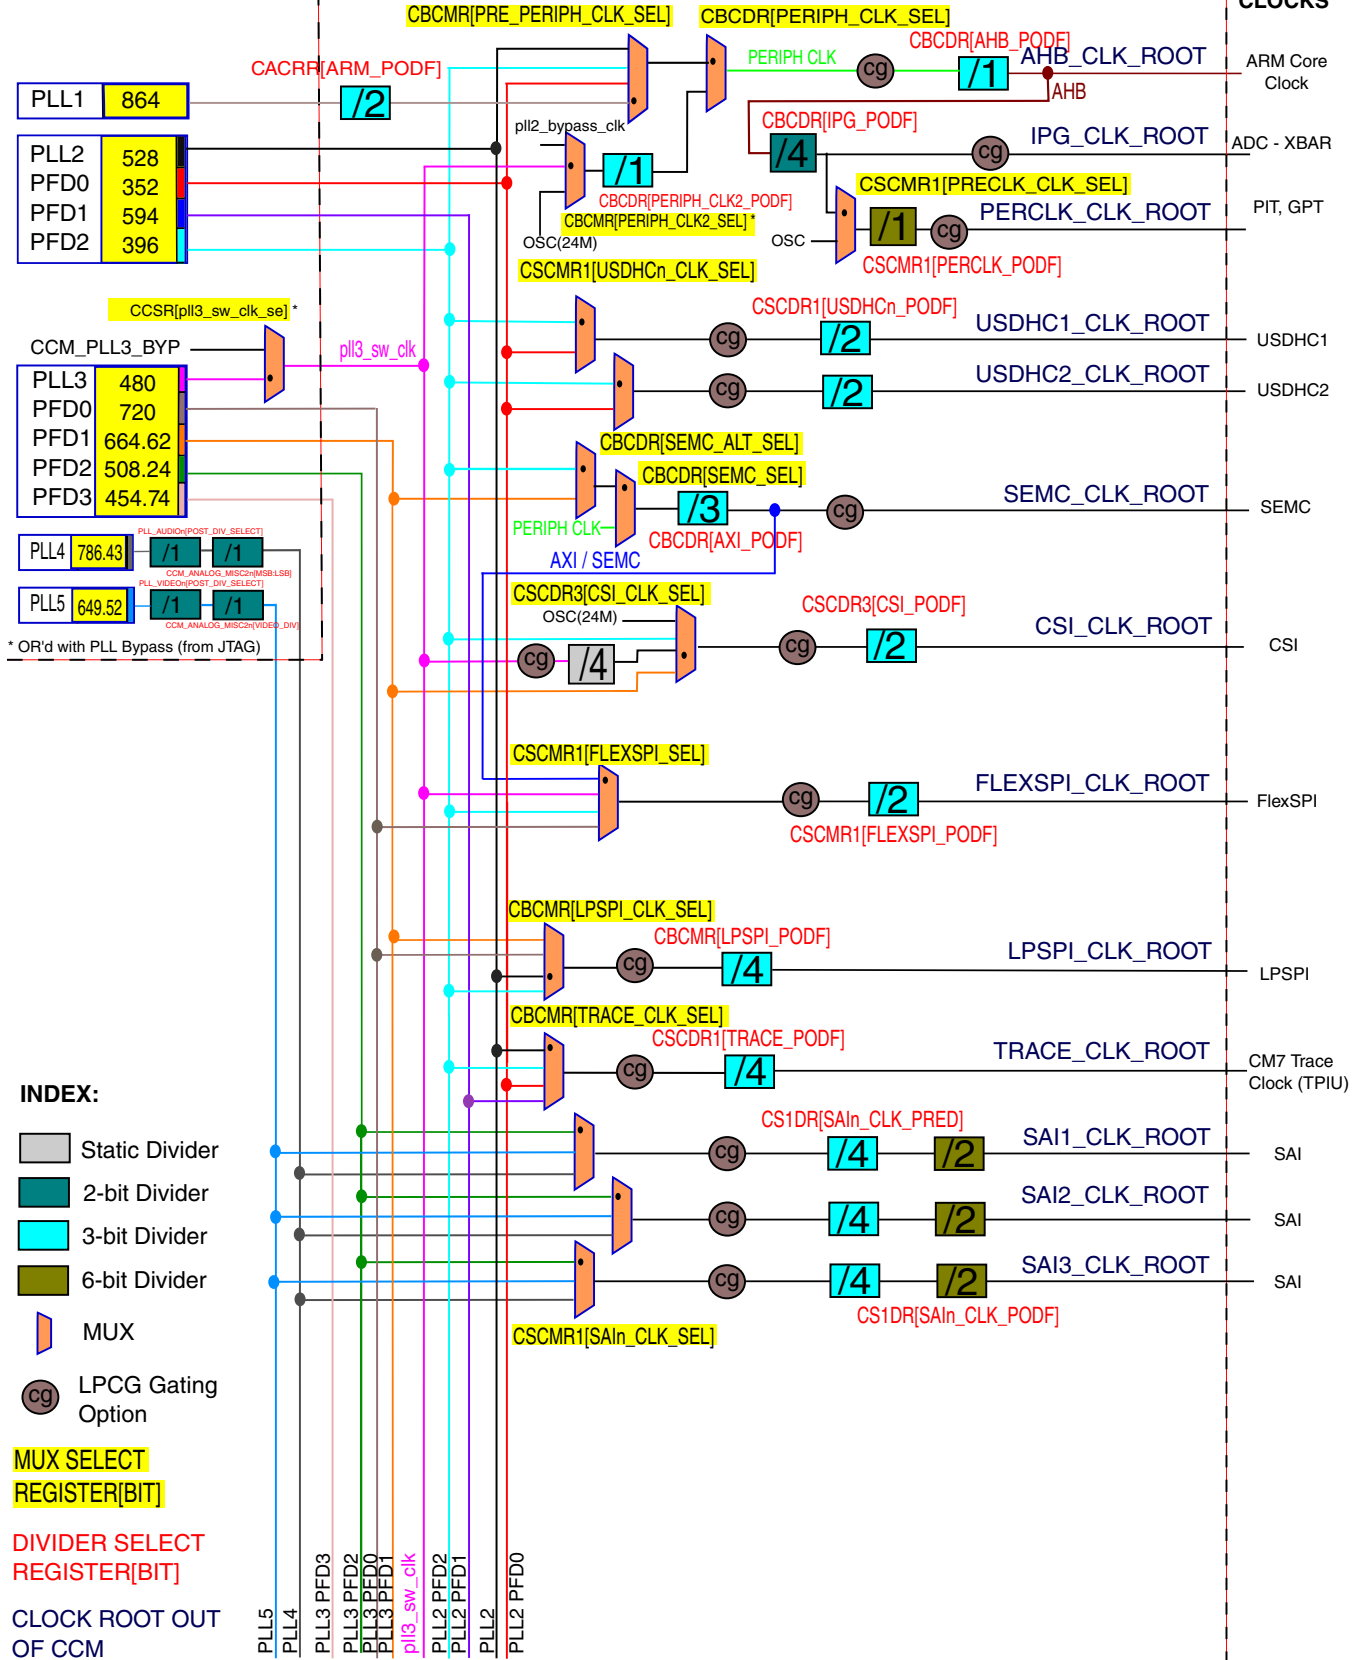 CLOCKS
CBCMR[PRE_PERIPH_CLK_SEL]
CBCDR[PERIPH_CLK_SEL]
CBCDR[AHB_PODF]
AHB_CLK_ROOT
ARM Core
Clock
PERIPH CLK
cg
/1
AHB
CACRR[ARM_PODF]
PLL1
864
/2
pll2_bypass_clk
CBCDR[IPG_PODF]
/4
cg
IPG_CLK_ROOT
ADC - XBAR
PLL2
528
PFD0
352
PFD1
594
PFD2
396
/1
CBCDR[PERIPH_CLK2_PODF]
CBCMR[PERIPH_CLK2_SEL] *
OSC(24M)
CSCMR1[PRECLK_CLK_SEL]
OSC
/1
cg
PERCLK_CLK_ROOT
PIT, GPT
CSCMR1[PERCLK_PODF]
CSCMR1[USDHCn_CLK_SEL]
CSCDR1[USDHCn_PODF]
cg
/2
USDHC1_CLK_ROOT
USDHC1
cg
/2
USDHC2_CLK_ROOT
USDHC2
CCSR[pll3_sw_clk_se] *
CCM_PLL3_BYP
pll3_sw_clk
PLL3
480
PFD0
720
PFD1
664.62
PFD2
508.24
PFD3
454.74
CBCDR[SEMC_ALT_SEL]
CBCDR[SEMC_SEL]
PERIPH CLK
/3
CBCDR[AXI_PODF]
cg
SEMC_CLK_ROOT
SEMC
AXI / SEMC
PLL_AUDIOn[POST_DIV_SELECT]
PLL4
786.43
/1
/1
CCM_ANALOG_MISC2n[MSB:LSB]
PLL_VIDEOn[POST_DIV_SELECT]
PLL5
649.52
/1
/1
CCM_ANALOG_MISC2n[VIDEO_DIV]
* OR'd with PLL Bypass (from JTAG)
CSCDR3[CSI_CLK_SEL]
OSC(24M)
cg
/4
CSCDR3[CSI_PODF]
cg
/2
CSI_CLK_ROOT
CSI
CSCMR1[FLEXSPI_SEL]
cg
/2
FLEXSPI_CLK_ROOT
FlexSPI
CSCMR1[FLEXSPI_PODF]
CBCMR[LPSPI_CLK_SEL]
CBCMR[LPSPI_PODF]
cg
/4
LPSPI_CLK_ROOT
LPSPI
CBCMR[TRACE_CLK_SEL]
CSCDR1[TRACE_PODF]
cg
/4
TRACE_CLK_ROOT
CM7 Trace
Clock (TPIU)
CS1DR[SAIn_CLK_PRED]
cg
/4
/2
SAI1_CLK_ROOT
SAI
cg
/4
/2
SAI2_CLK_ROOT
SAI
cg
/4
/2
SAI3_CLK_ROOT
SAI
CS1DR[SAIn_CLK_PODF]
CSCMR1[SAIn_CLK_SEL]
INDEX:
Static Divider
2-bit Divider
3-bit Divider
6-bit Divider
MUX
cg
LPCG Gating
Option
MUX SELECT
REGISTER[BIT]
DIVIDER SELECT
REGISTER[BIT]
CLOCK ROOT OUT
OF CCM
PLL5
PLL4
PLL3 PFD3
PLL3 PFD2
PLL3 PFD0
PLL3 PFD1
pll3_sw_clk
PLL2 PFD2
PLL2 PFD1
PLL2
PLL2 PFD0